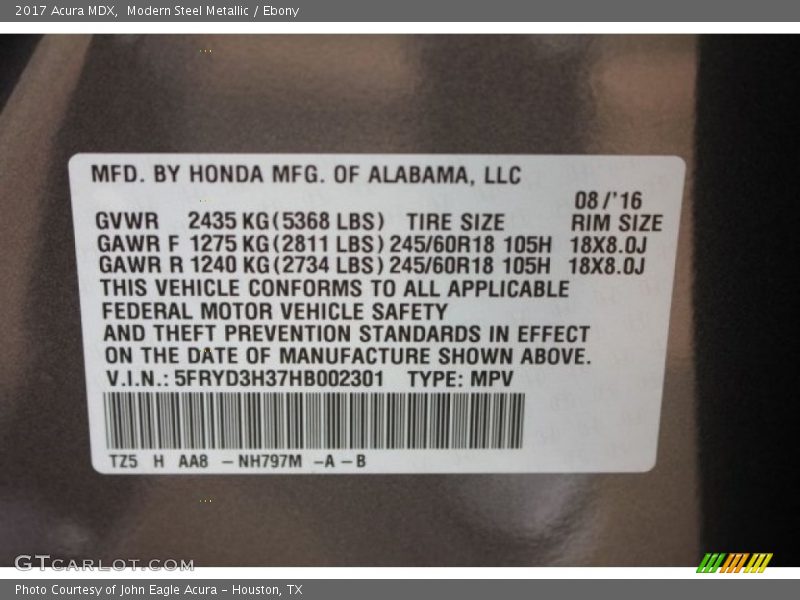 2017 Acura MDX,  Modern Steel Metallic / Ebony
MFD. BY HONDA MFG. OF ALABAMA, LLC
08/'16
GVWR 2435 KG(5368 LBS) TIRE SIZE RIM SIZE
GAWR F 1275 KG(2811 LBS) 245/60R18 105H 18X8.0J
GAWR R 1240 KG(2734 LBS) 245/60R18 105H 18X8.0J
THIS VEHICLE CONFORMS TO ALL APPLICABLE
FEDERAL MOTOR VEHICLE SAFETY
AND THEFT PREVENTION STANDARDS IN EFFECT
ON THE DATE OF MANUFACTURE SHOWN ABOVE.
V.I.N.: 5FRYD3H37HB002301 TYPE: MPV
TZ5 H AA8 –NH797M –A–B
GTCARLOT.COM
Photo Courtesy of John Eagle Acura – Houston, TX